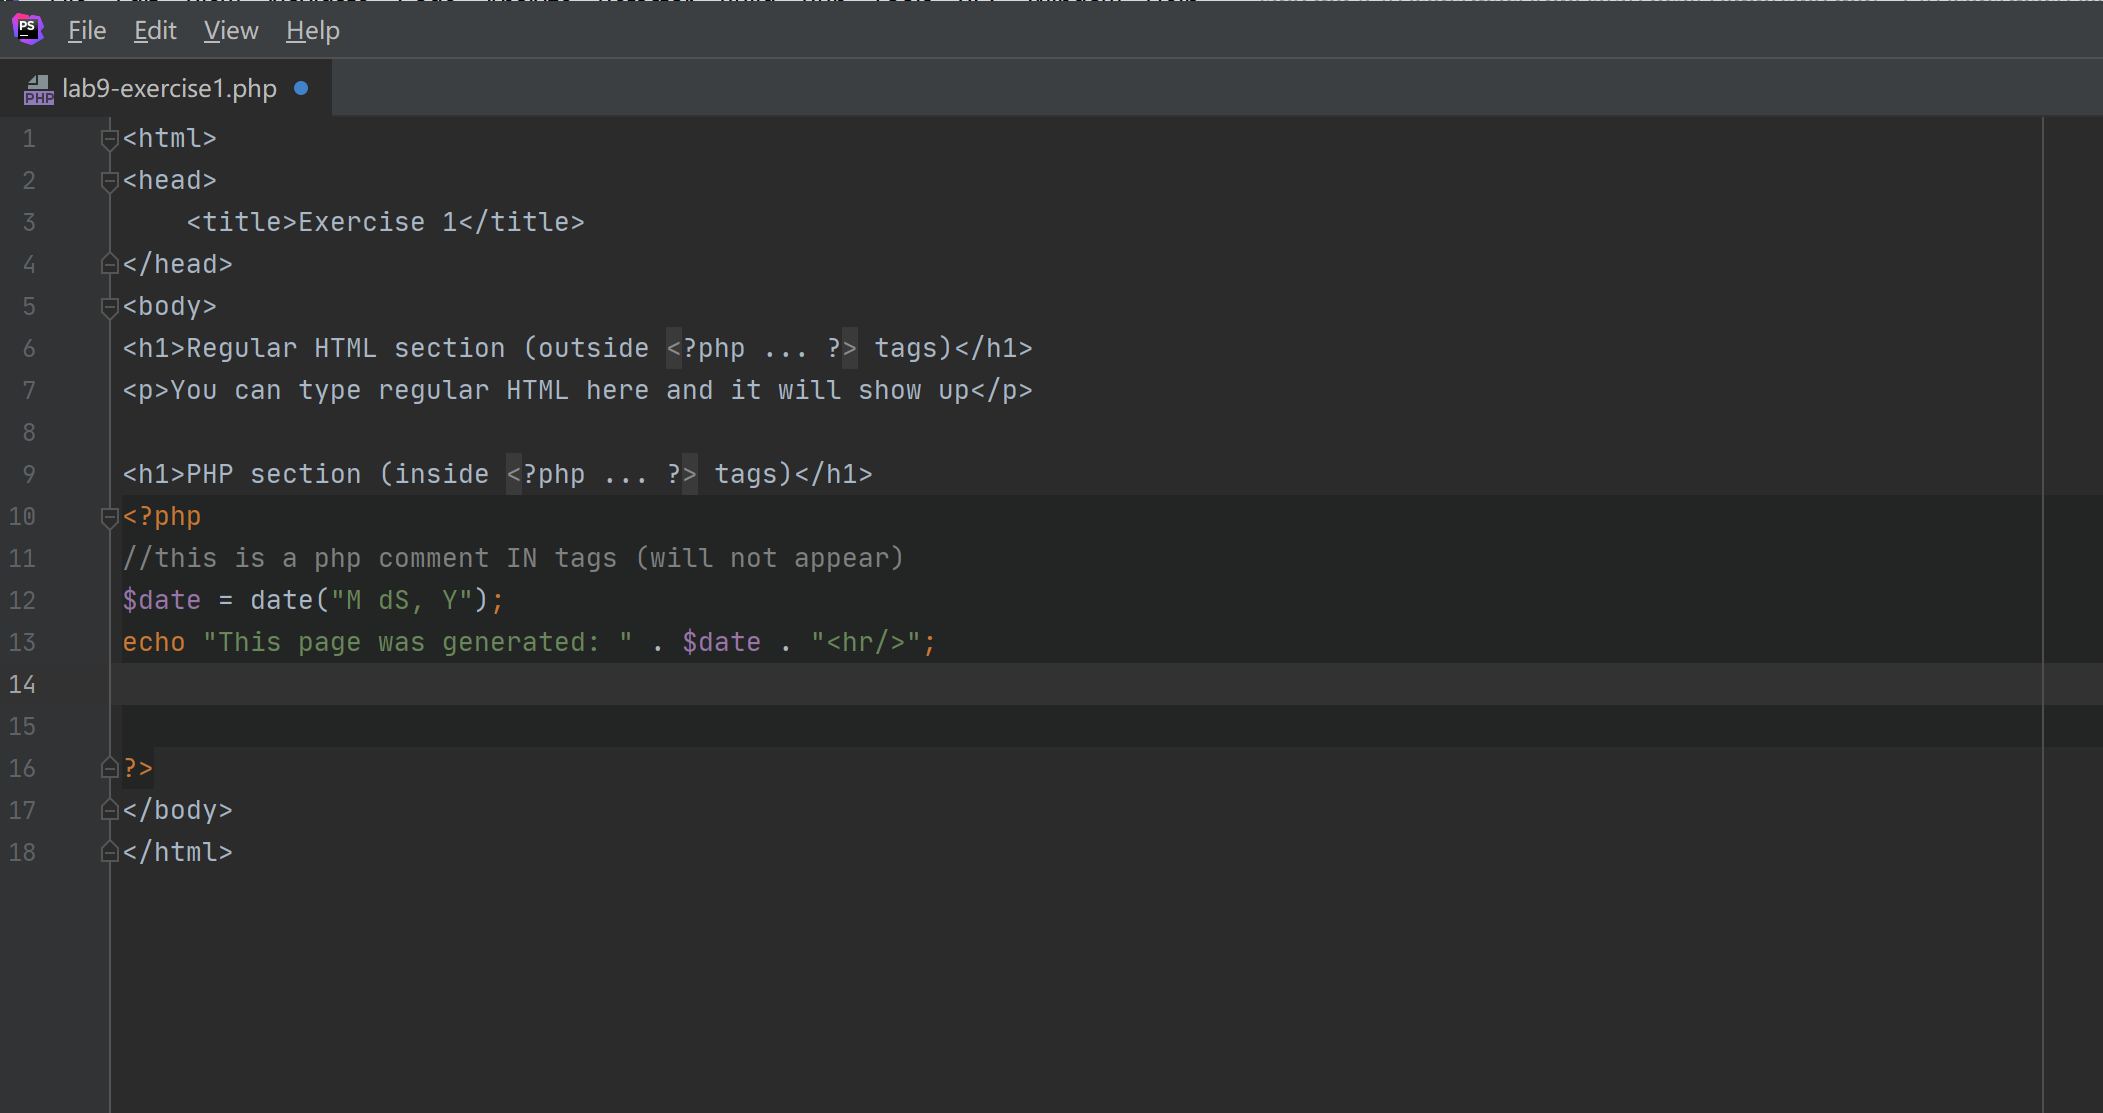 PS
File Edit View Help
PHP lab9-exercise1.php
1 <html>
2 <head>
3     <title>Exercise 1</title>
4 </head>
5 <body>
6 <h1>Regular HTML section (outside <?php ... ?> tags)</h1>
7 <p>You can type regular HTML here and it will show up</p>
8
9 <h1>PHP section (inside <?php ... ?> tags)</h1>
10 <?php
11 //this is a php comment IN tags (will not appear)
12 $date = date("M dS, Y");
13 echo "This page was generated: " . $date . "<hr/>";
14
15
16 ?>
17 </body>
18 </html>